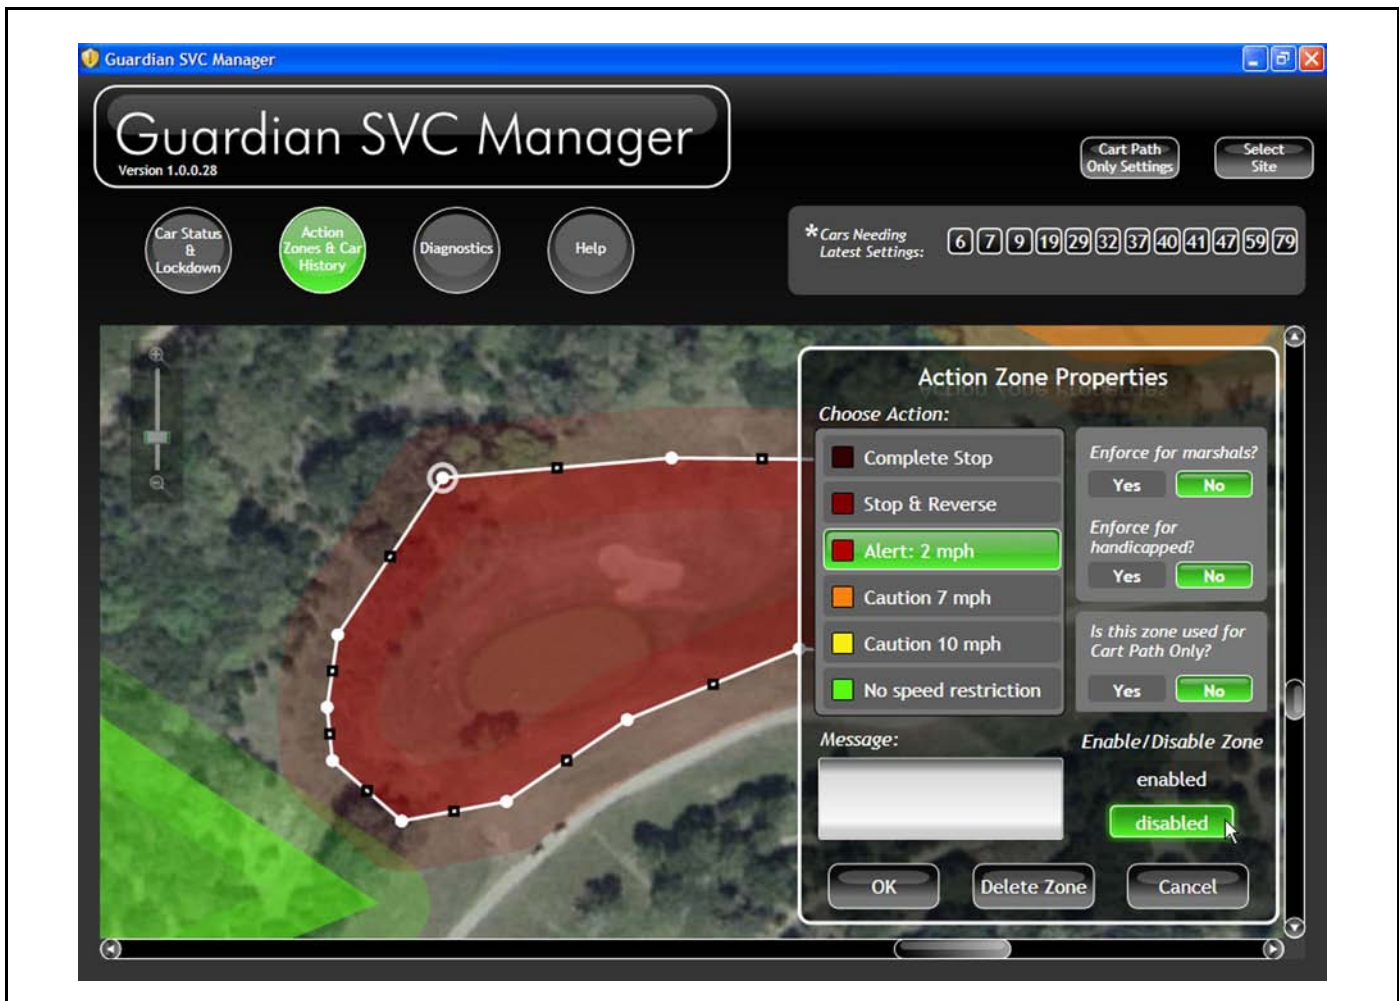 Guardian SVC Manager
Guardian SVC Manager
Version 1.0.0.28
Cart Path
Only Settings
Select
Site
Car Status
&
Lockdown
Action
Zones & Car
History
Diagnostics
Help
*Cars Needing
Latest Settings:
6 7 9 19 29 32 37 40 41 47 59 79
Action Zone Properties
Choose Action:
Complete Stop
Stop & Reverse
Alert: 2 mph
Caution 7 mph
Caution 10 mph
No speed restriction
Enforce for marshals?
Yes No
Enforce for
handicapped?
Yes No
Is this zone used for
Cart Path Only?
Yes No
Message:
Enable/Disable Zone
enabled
disabled
OK Delete Zone Cancel